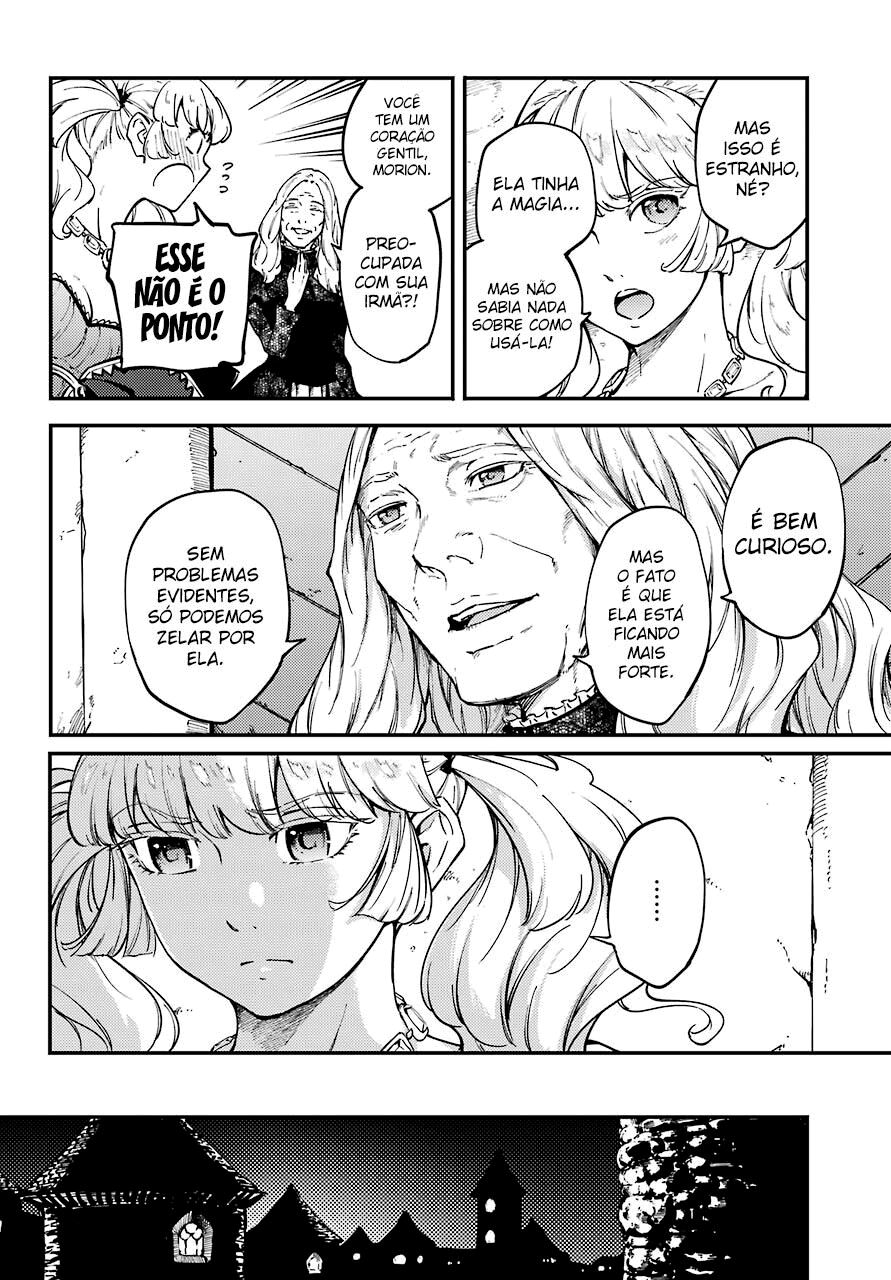 MAS
ISSO É
ESTRANHO,
NÉ?
ELA TINHA
A MAGIA...
MAS NÃO
SABIA NADA
SOBRE COMO
USÁ-LA!
VOCÊ
TEM UM
CORAÇÃO
GENTIL,
MORION.
PREO-
CUPADA
COM SUA
IRMÃ?!
ESSE
NÃO É O
PONTO!
É BEM
CURIOSO.
MAS
O FATO
É QUE
ELA ESTÁ
FICANDO
MAIS
FORTE.
SEM
PROBLEMAS
EVIDENTES,
SÓ PODEMOS
ZELAR POR
ELA.
......